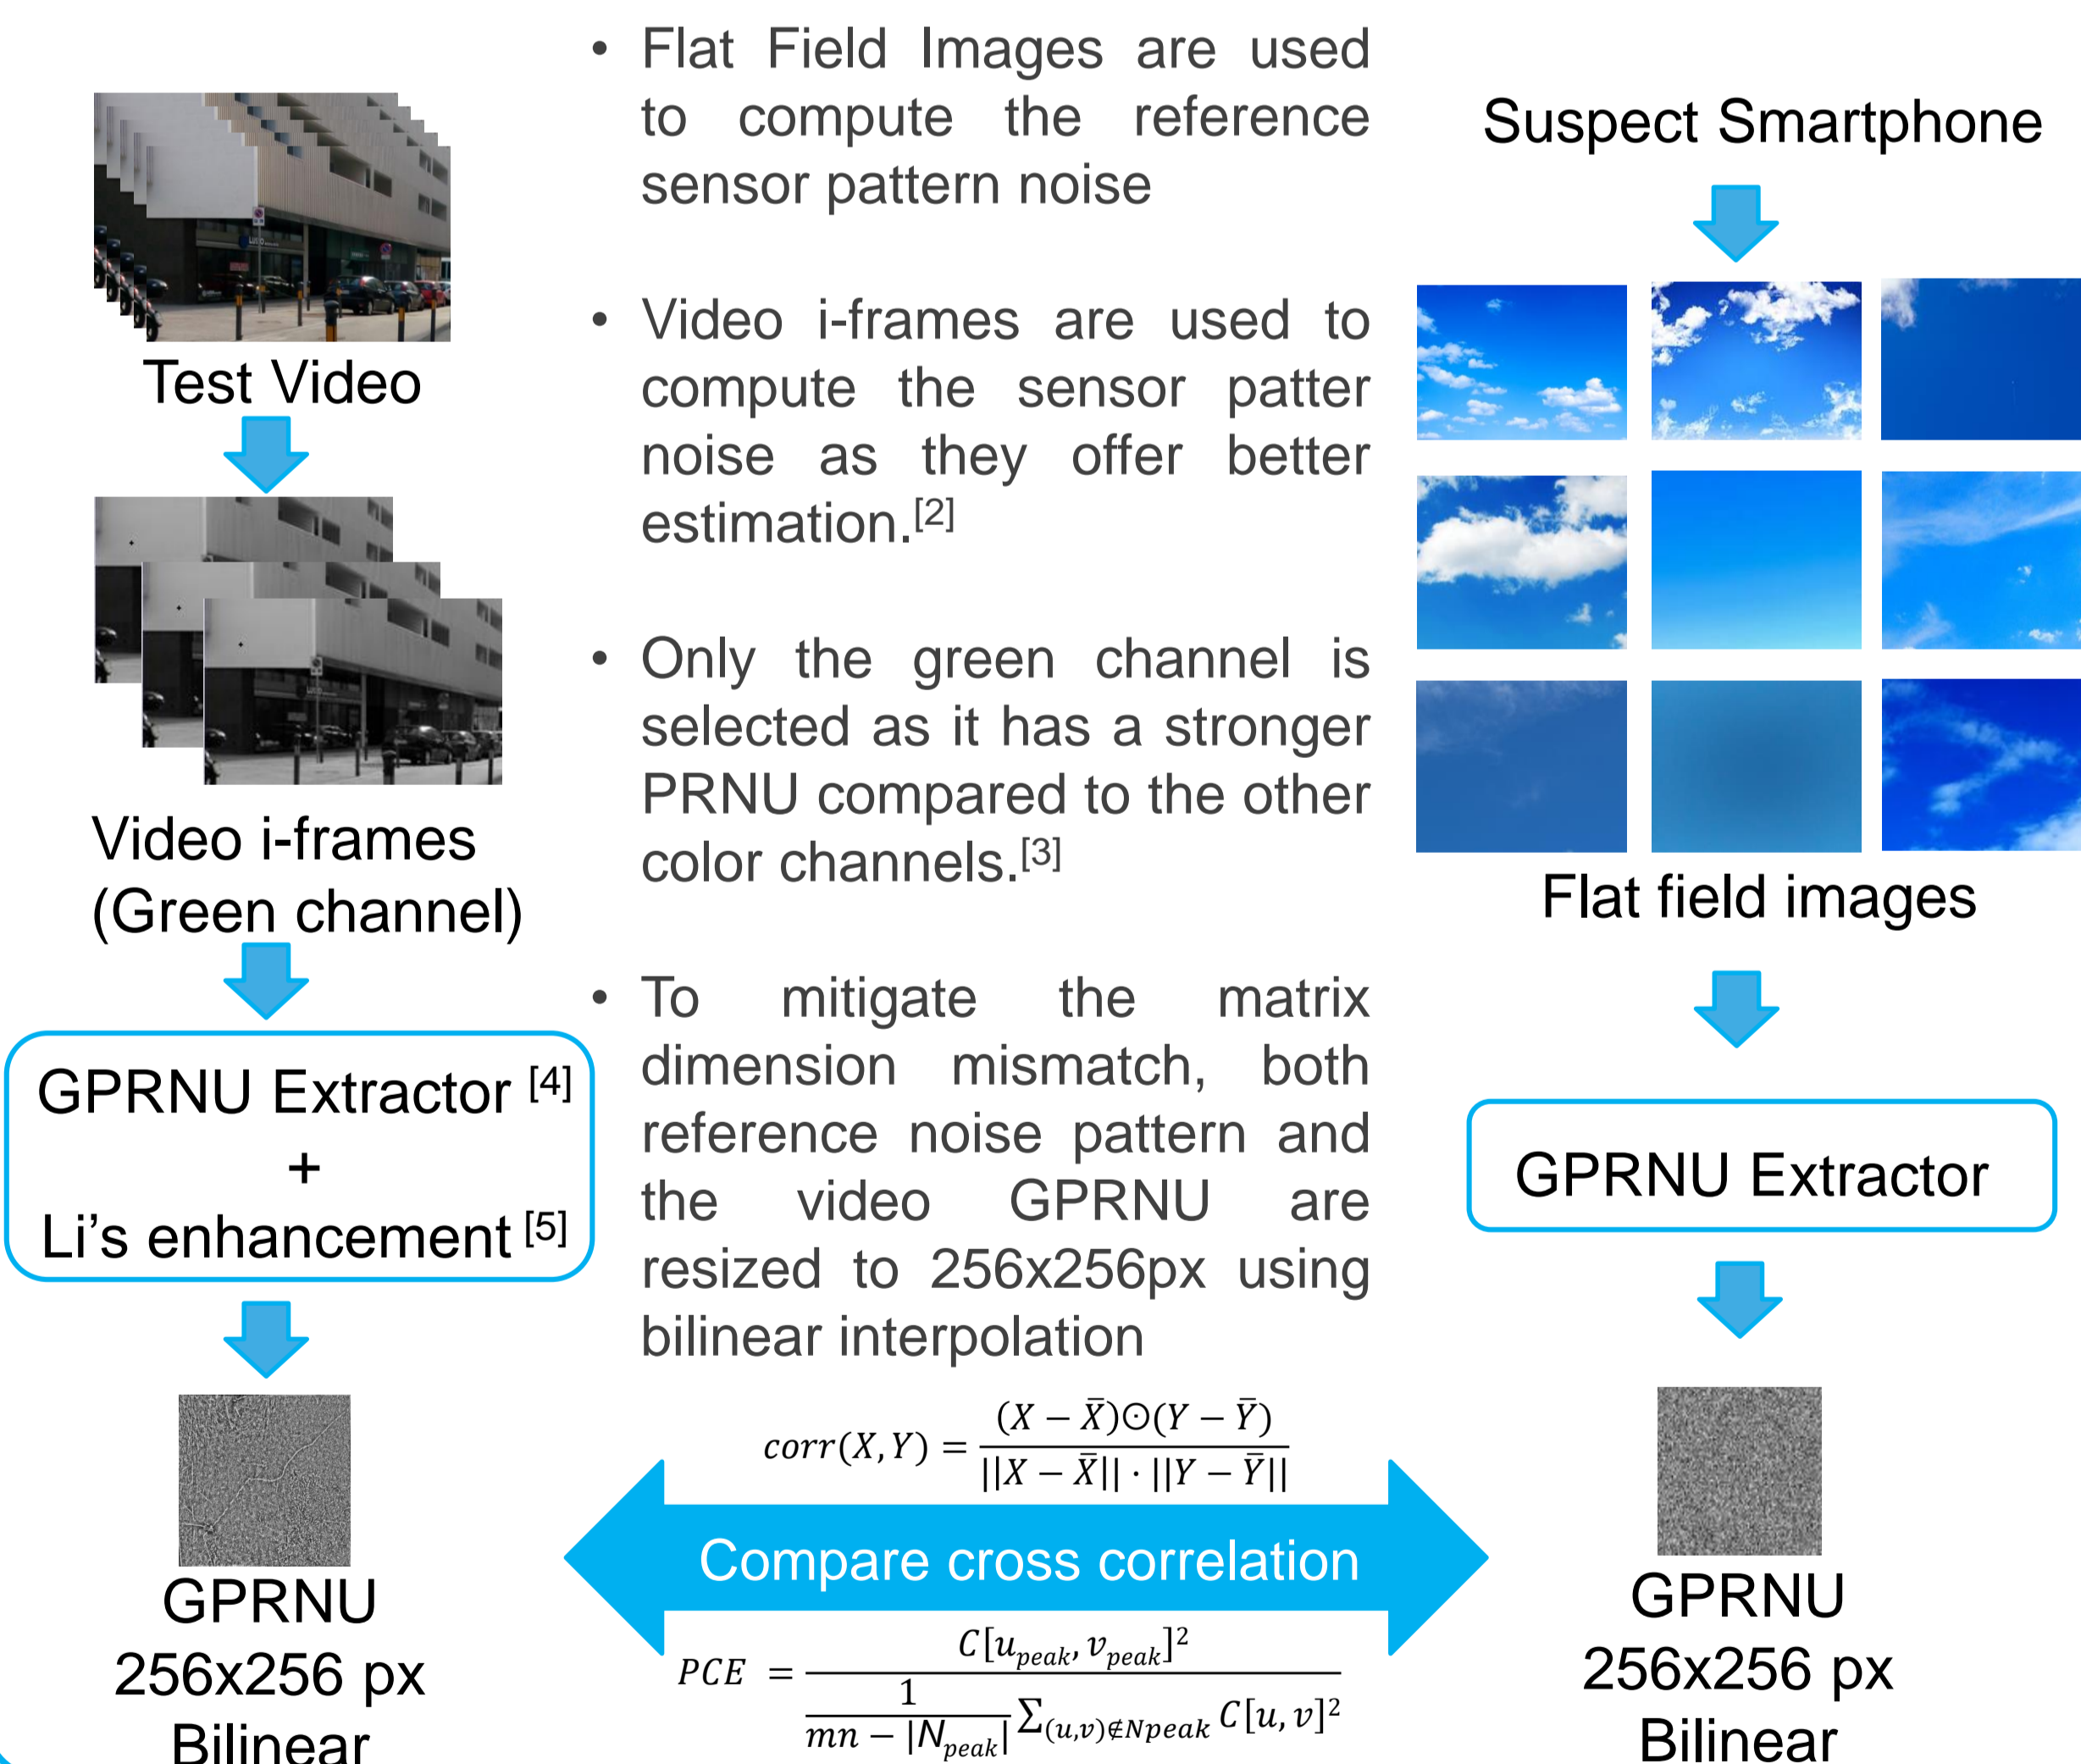 Test Video
Video i-frames
(Green channel)
GPRNU Extractor [4]
+
Li's enhancement [5]
GPRNU
256x256 px
Bilinear
• Flat Field Images are used
to compute the reference
sensor pattern noise
• Video i-frames are used to
compute the sensor patter
noise as they offer better
estimation.[2]
• Only the green channel is
selected as it has a stronger
PRNU compared to the other
color channels.[3]
• To mitigate the matrix
dimension mismatch, both
reference noise pattern and
the video GPRNU are
resized to 256x256px using
bilinear interpolation
corr(X, Y) = (X − X̄)⊙(Y − Ȳ) / ||X − X̄|| · ||Y − Ȳ||
Compare cross correlation
PCE = C[u_peak, v_peak]² / (1 / (mn − |N_peak|)) ∑_(u,v)∉Npeak C[u, v]²
Suspect Smartphone
Flat field images
GPRNU Extractor
GPRNU
256x256 px
Bilinear